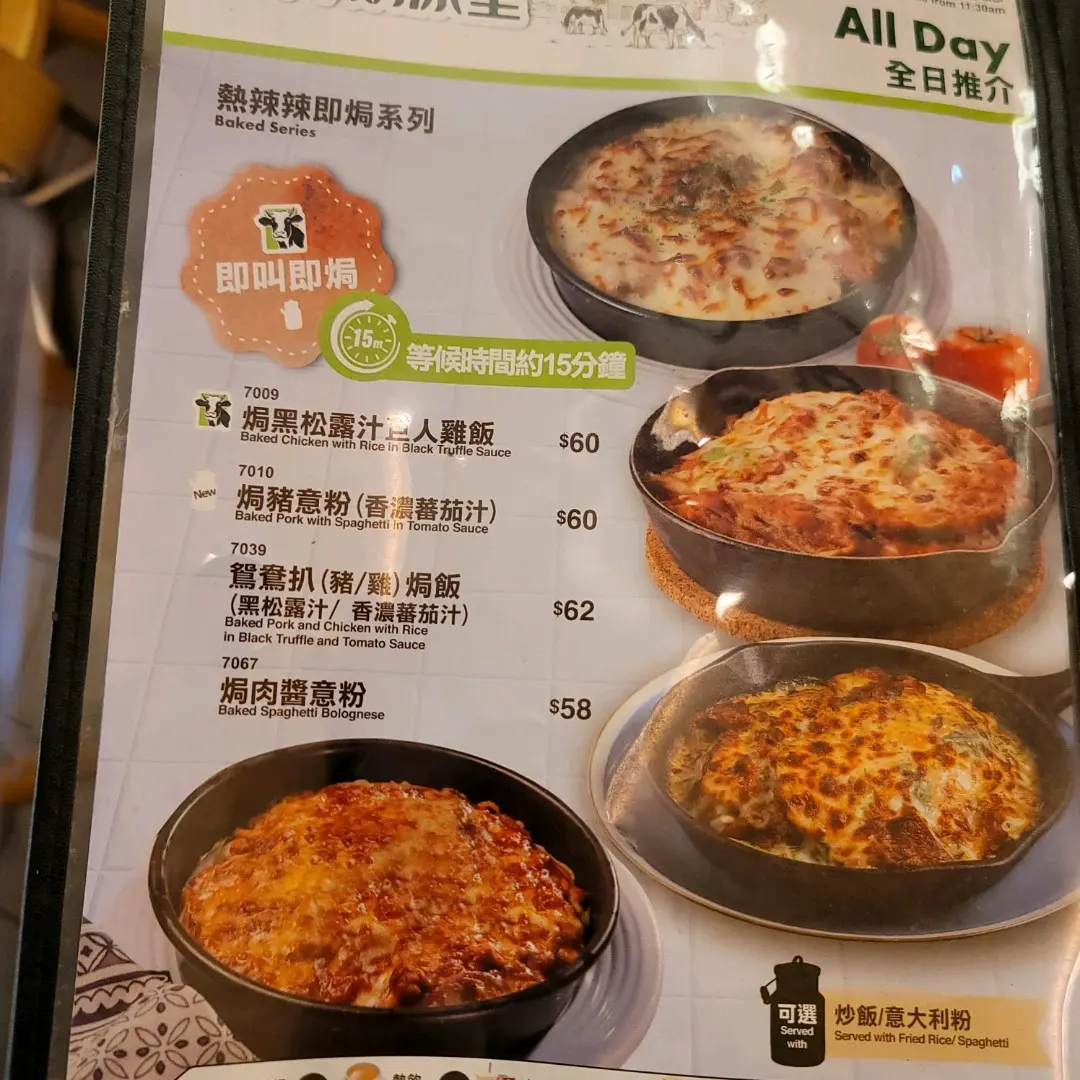 from 11:30am
All Day
全日推介
熱辣辣即焗系列
Baked Series
即叫即焗
15m
等候時間約15分鐘
7009
焗黑松露汁巨人雞飯 $60
Baked Chicken with Rice in Black Truffle Sauce
7010
New
焗豬意粉(香濃蕃茄汁) $60
Baked Pork with Spaghetti in Tomato Sauce
7039
鴛鴦扒(豬/雞)焗飯
(黑松露汁/ 香濃蕃茄汁) $62
Baked Pork and Chicken with Rice
in Black Truffle and Tomato Sauce
7067
焗肉醬意粉 $58
Baked Spaghetti Bolognese
可選
Served
with
炒飯/意大利粉
Served with Fried Rice/ Spaghetti
熱飲